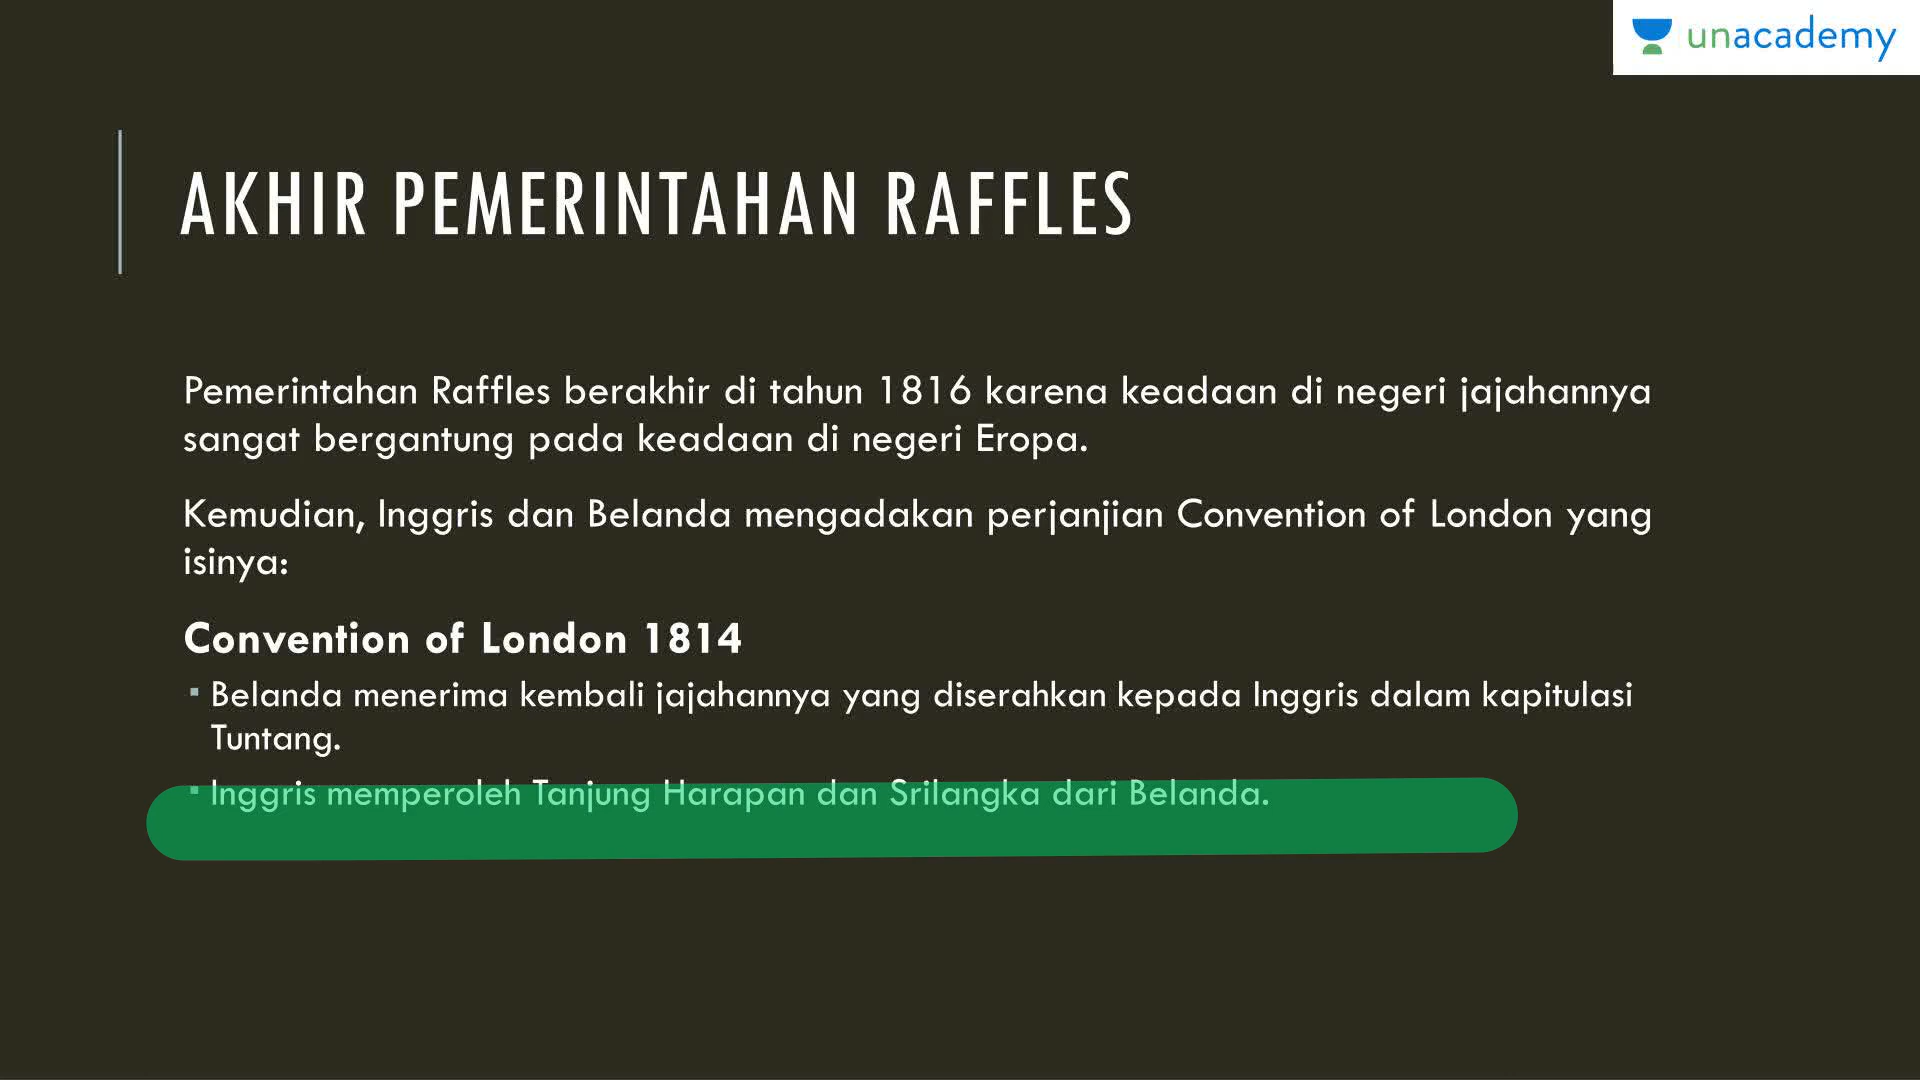 unacademy
AKHIR PEMERINTAHAN RAFFLES
Pemerintahan Raffles berakhir di tahun 1816 karena keadaan di negeri jajahannya
sangat bergantung pada keadaan di negeri Eropa.
Kemudian, Inggris dan Belanda mengadakan perjanjian Convention of London yang
isinya:
Convention of London 1814
▪ Belanda menerima kembali jajahannya yang diserahkan kepada Inggris dalam kapitulasi
Tuntang.
▪ Inggris memperoleh Tanjung Harapan dan Srilangka dari Belanda.